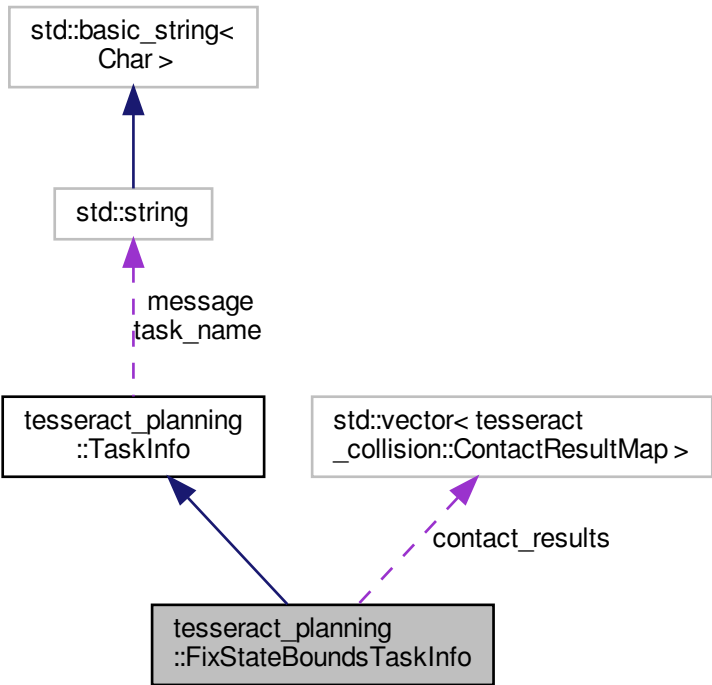 std::basic_string<
Char >
std::string
message
task_name
tesseract_planning
::TaskInfo
std::vector< tesseract
_collision::ContactResultMap >
contact_results
tesseract_planning
::FixStateBoundsTaskInfo